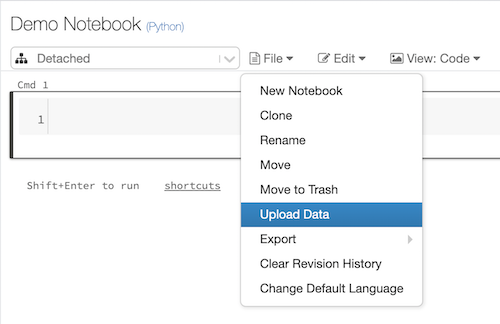 Demo Notebook (Python)
Detached File Edit View: Code
Cmd 1
1
Shift+Enter to run shortcuts
New Notebook
Clone
Rename
Move
Move to Trash
Upload Data
Export
Clear Revision History
Change Default Language